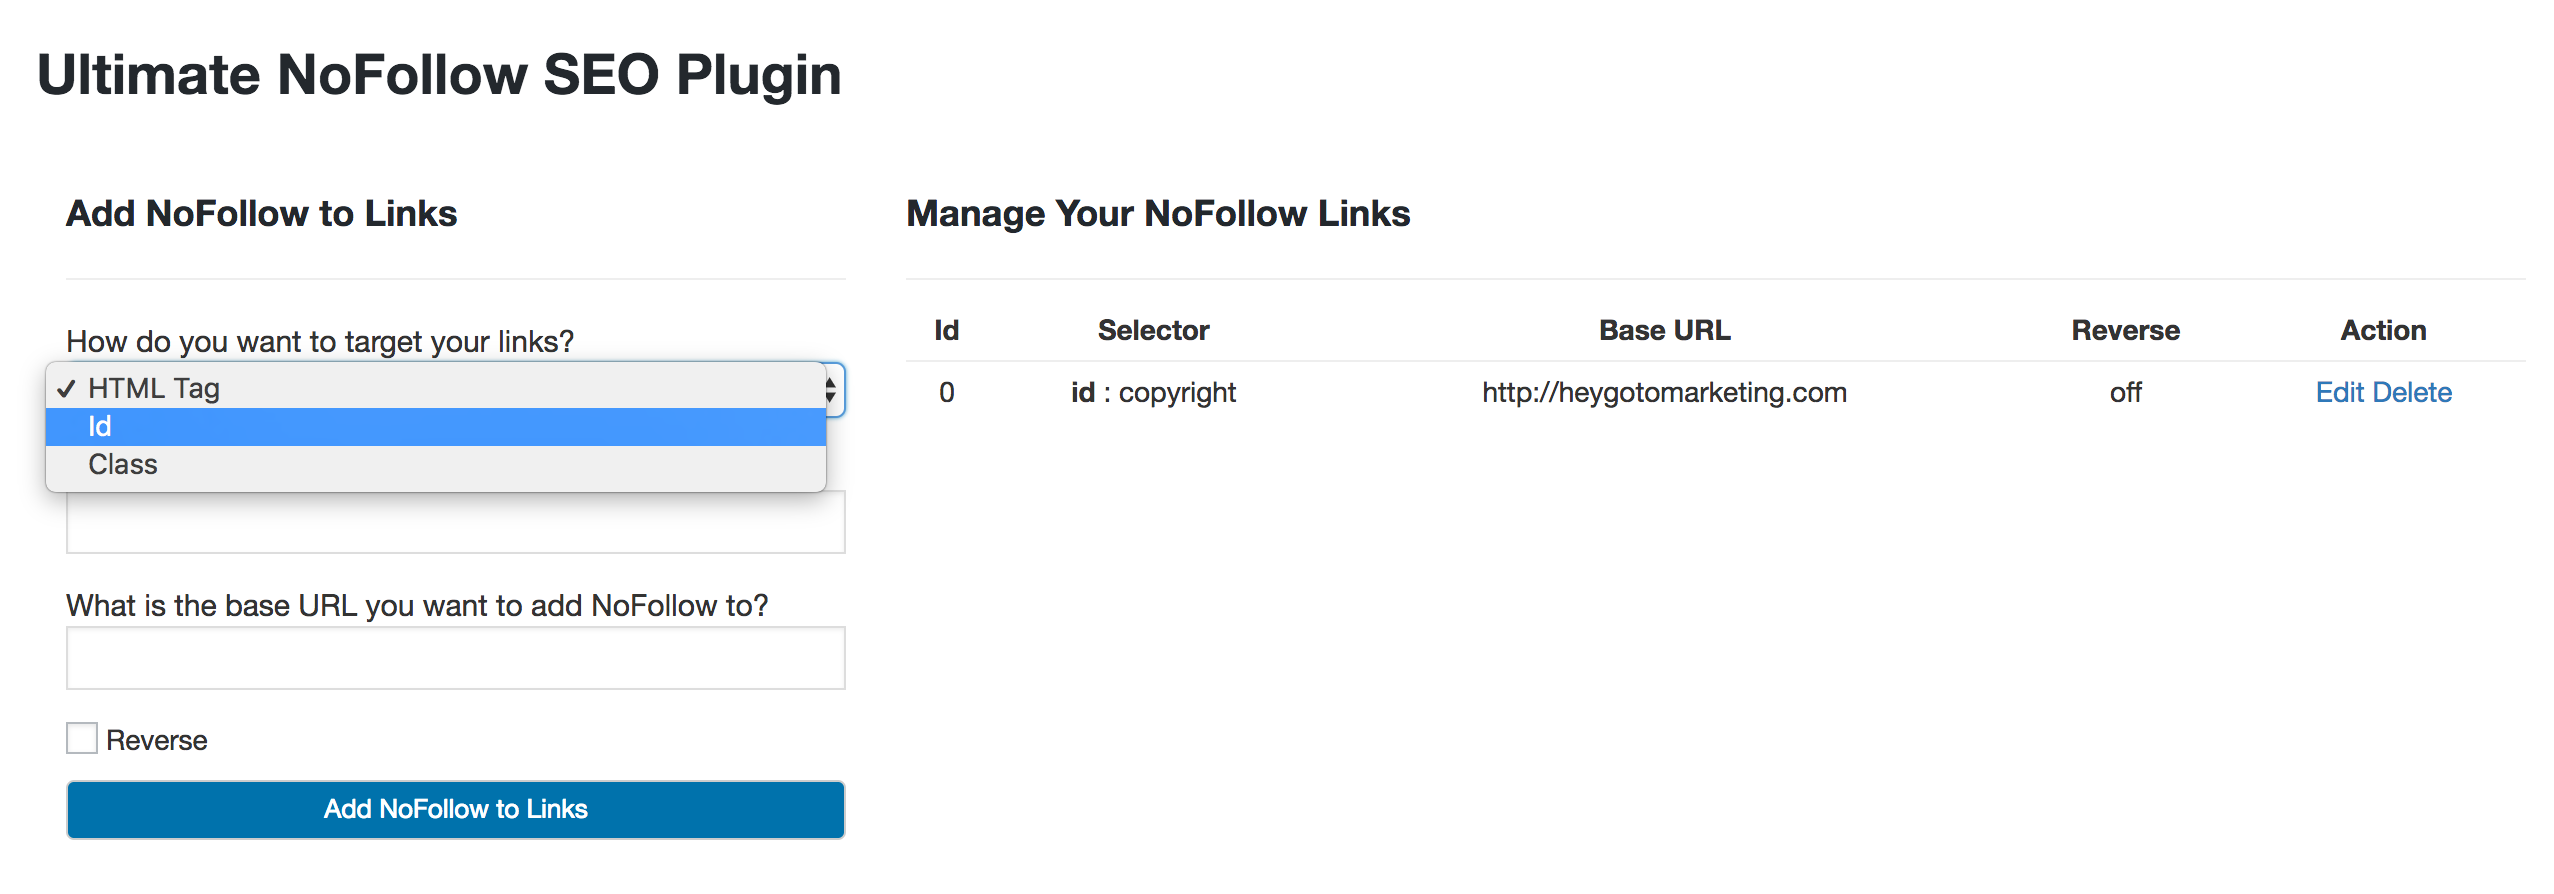 Ultimate NoFollow SEO Plugin
Add NoFollow to Links
How do you want to target your links?
✓ HTML Tag
Id
Class
What is the base URL you want to add NoFollow to?
Reverse
Add NoFollow to Links
Manage Your NoFollow Links
Id Selector Base URL Reverse Action
0 id : copyright http://heygotomarketing.com off Edit Delete